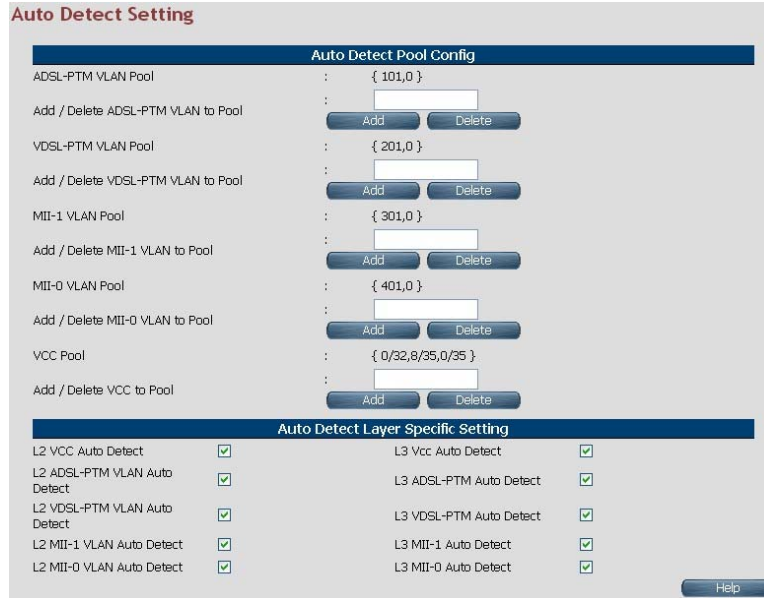 Auto Detect Setting
Auto Detect Pool Config
ADSL-PTM VLAN Pool : { 101,0 }
Add / Delete ADSL-PTM VLAN to Pool :
Add Delete
VDSL-PTM VLAN Pool : { 201,0 }
Add / Delete VDSL-PTM VLAN to Pool :
Add Delete
MII-1 VLAN Pool : { 301,0 }
Add / Delete MII-1 VLAN to Pool :
Add Delete
MII-0 VLAN Pool : { 401,0 }
Add / Delete MII-0 VLAN to Pool :
Add Delete
VCC Pool : { 0/32,8/35,0/35 }
Add / Delete VCC to Pool :
Add Delete
Auto Detect Layer Specific Setting
L2 VCC Auto Detect L3 Vcc Auto Detect
L2 ADSL-PTM VLAN Auto
Detect L3 ADSL-PTM Auto Detect
L2 VDSL-PTM VLAN Auto
Detect L3 VDSL-PTM Auto Detect
L2 MII-1 VLAN Auto Detect L3 MII-1 Auto Detect
L2 MII-0 VLAN Auto Detect L3 MII-0 Auto Detect
Help